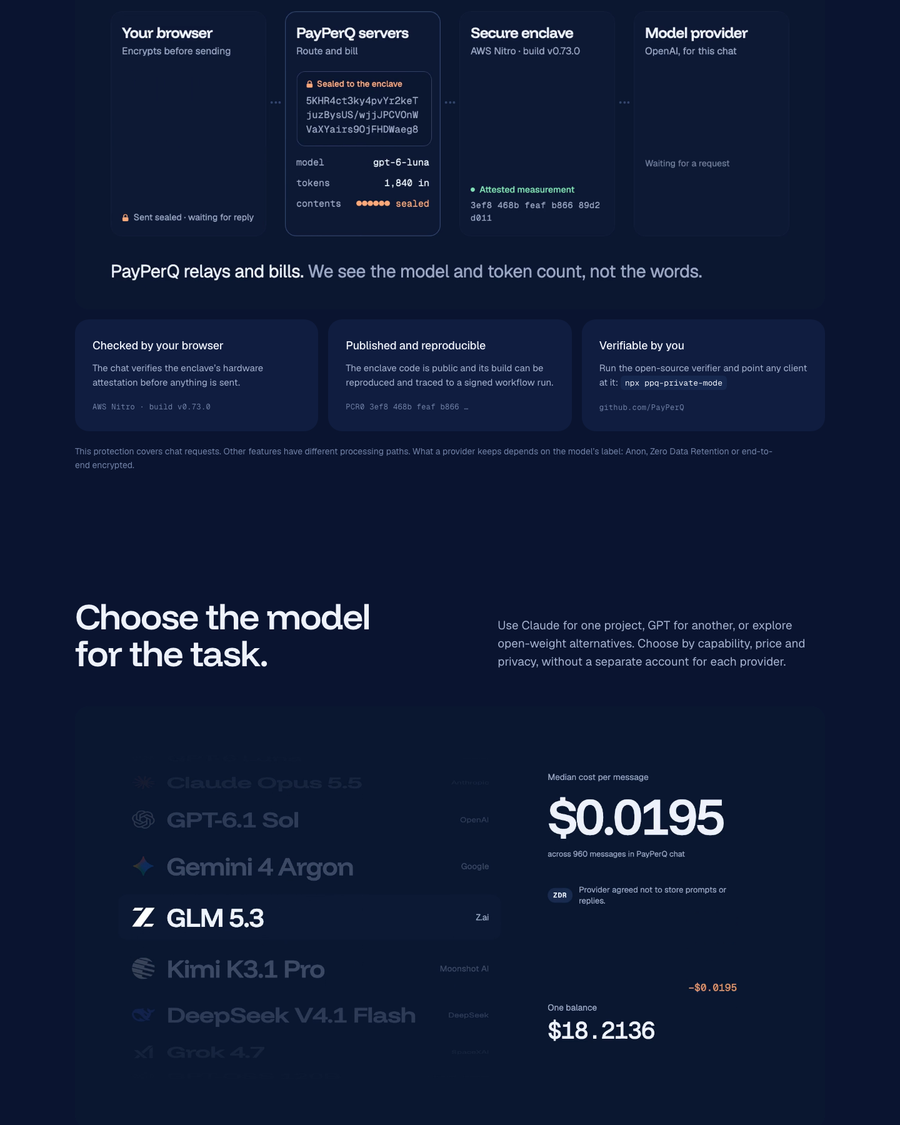 Your browser
Encrypts before sending
Sent sealed · waiting for reply
PayPerQ servers
Route and bill
Sealed to the enclave
5KHR4ct3ky4pvYr2keT
juzBysUS/wjjJPCVOnW
VaXYairs9OjFHDWaeg8
model gpt-6-luna
tokens 1,840 in
contents ●●●●●● sealed
Secure enclave
AWS Nitro · build v0.73.0
Attested measurement
3ef8 468b feaf b866 89d2
d011
Model provider
OpenAI, for this chat
Waiting for a request
PayPerQ relays and bills. We see the model and token count, not the words.
Checked by your browser
The chat verifies the enclave's hardware
attestation before anything is sent.
AWS Nitro · build v0.73.0
Published and reproducible
The enclave code is public and its build can be
reproduced and traced to a signed workflow run.
PCR0 3ef8 468b feaf b866 …
Verifiable by you
Run the open-source verifier and point any client
at it: npx ppq-private-mode
github.com/PayPerQ
This protection covers chat requests. Other features have different processing paths. What a provider keeps depends on the model's label: Anon, Zero Data Retention or end-to-
end encrypted.
Choose the model
for the task.
Use Claude for one project, GPT for another, or explore
open-weight alternatives. Choose by capability, price and
privacy, without a separate account for each provider.
Claude Opus 5.5
GPT-6.1 Sol OpenAI
Gemini 4 Argon Google
GLM 5.3 Z.ai
Kimi K3.1 Pro Moonshot AI
DeepSeek V4.1 Flash DeepSeek
Grok 4.7
Median cost per message
$0.0195
across 960 messages in PayPerQ chat
ZDR Provider agreed not to store prompts or
replies.
−$0.0195
One balance
$18.2136